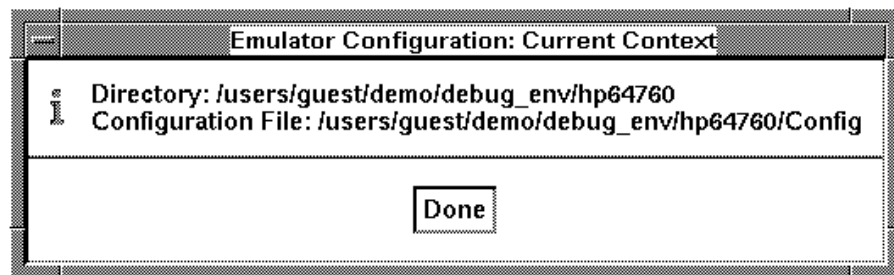 Emulator Configuration: Current Context
Directory: /users/guest/demo/debug_env/hp64760
Configuration File: /users/guest/demo/debug_env/hp64760/Config
Done